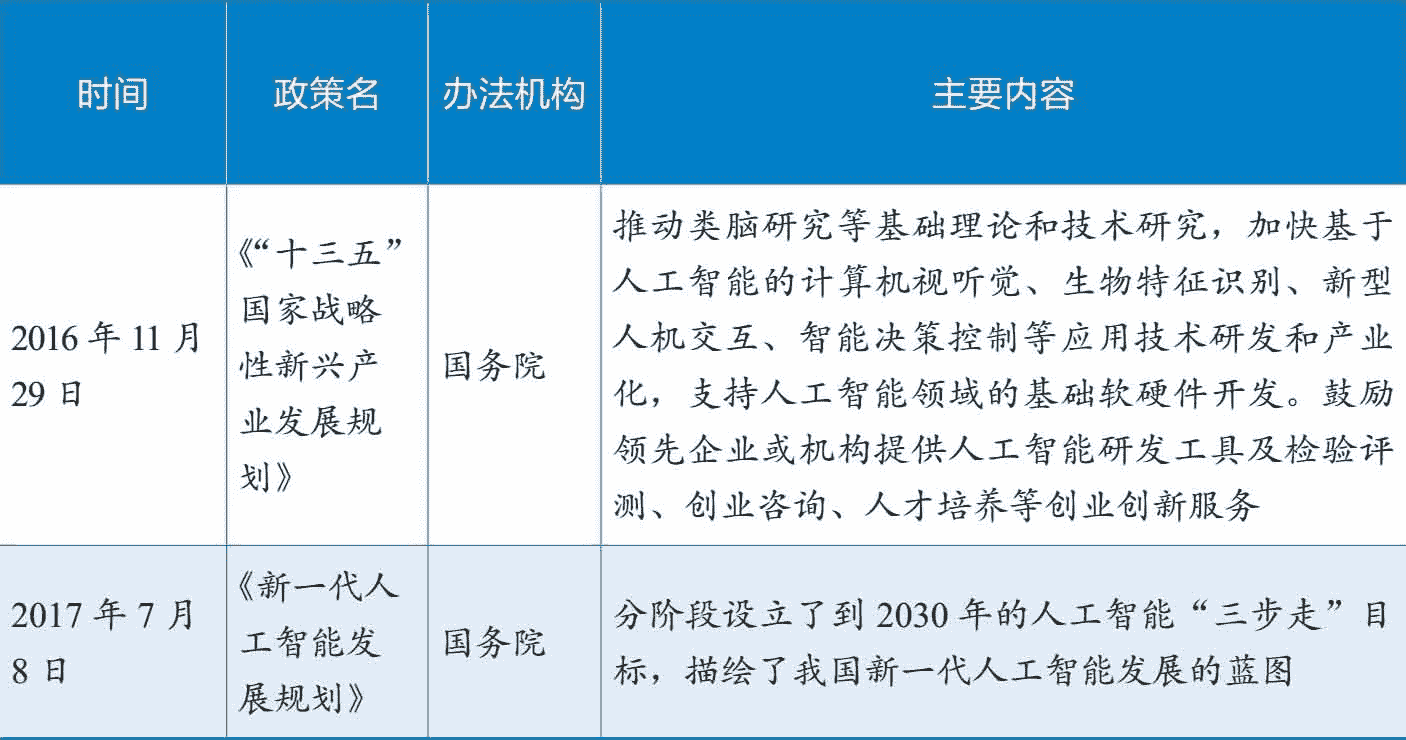 时间
政策名
办法机构
主要内容
2016 年 11 月
29 日
《“十三五”
国家战略
性新兴产
业发展规
划》
国务院
推动类脑研究等基础理论和技术研究，加快基于
人工智能的计算机视听觉、生物特征识别、新型
人机交互、智能决策控制等应用技术研发和产业
化，支持人工智能领域的基础软硬件开发。鼓励
领先企业或机构提供人工智能研发工具及检验评
测、创业咨询、人才培养等创业创新服务
2017 年 7 月
8 日
《新一代人
工智能发
展规划》
国务院
分阶段设立了到 2030 年的人工智能“三步走”目
标，描绘了我国新一代人工智能发展的蓝图